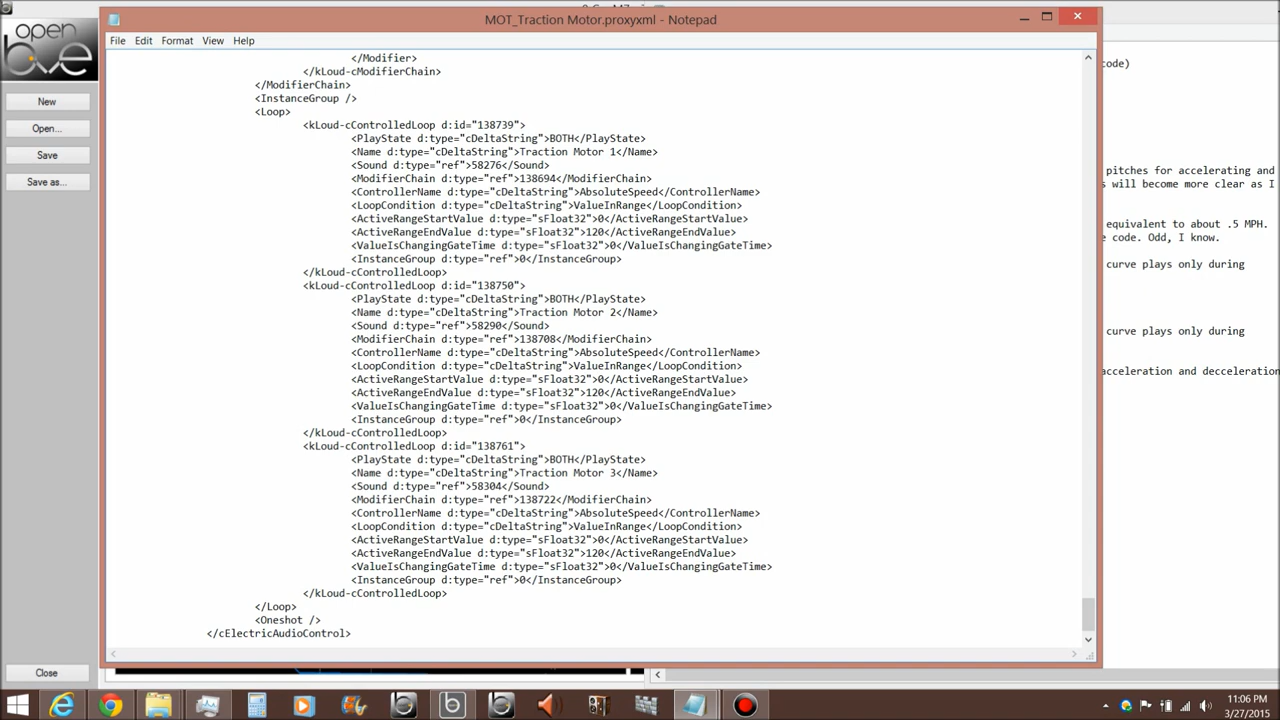 MOT_Traction Motor.proxyxml - Notepad
File Edit Format View Help
open
bve
New
Open...
Save
Save as...
Close
</Modifier>
</kLoud-cModifierChain>
</ModifierChain>
<InstanceGroup />
<Loop>
<kLoud-cControlledLoop d:id="138739">
<PlayState d:type="cDeltaString">BOTH</PlayState>
<Name d:type="cDeltaString">Traction Motor 1</Name>
<Sound d:type="ref">58276</Sound>
<ModifierChain d:type="ref">138694</ModifierChain>
<ControllerName d:type="cDeltaString">AbsoluteSpeed</ControllerName>
<LoopCondition d:type="cDeltaString">ValueInRange</LoopCondition>
<ActiveRangeStartValue d:type="sFloat32">0</ActiveRangeStartValue>
<ActiveRangeEndValue d:type="sFloat32">120</ActiveRangeEndValue>
<ValueIsChangingGateTime d:type="sFloat32">0</ValueIsChangingGateTime>
<InstanceGroup d:type="ref">0</InstanceGroup>
</kLoud-cControlledLoop>
<kLoud-cControlledLoop d:id="138750">
<PlayState d:type="cDeltaString">BOTH</PlayState>
<Name d:type="cDeltaString">Traction Motor 2</Name>
<Sound d:type="ref">58290</Sound>
<ModifierChain d:type="ref">138708</ModifierChain>
<ControllerName d:type="cDeltaString">AbsoluteSpeed</ControllerName>
<LoopCondition d:type="cDeltaString">ValueInRange</LoopCondition>
<ActiveRangeStartValue d:type="sFloat32">0</ActiveRangeStartValue>
<ActiveRangeEndValue d:type="sFloat32">120</ActiveRangeEndValue>
<ValueIsChangingGateTime d:type="sFloat32">0</ValueIsChangingGateTime>
<InstanceGroup d:type="ref">0</InstanceGroup>
</kLoud-cControlledLoop>
<kLoud-cControlledLoop d:id="138761">
<PlayState d:type="cDeltaString">BOTH</PlayState>
<Name d:type="cDeltaString">Traction Motor 3</Name>
<Sound d:type="ref">58304</Sound>
<ModifierChain d:type="ref">138722</ModifierChain>
<ControllerName d:type="cDeltaString">AbsoluteSpeed</ControllerName>
<LoopCondition d:type="cDeltaString">ValueInRange</LoopCondition>
<ActiveRangeStartValue d:type="sFloat32">0</ActiveRangeStartValue>
<ActiveRangeEndValue d:type="sFloat32">120</ActiveRangeEndValue>
<ValueIsChangingGateTime d:type="sFloat32">0</ValueIsChangingGateTime>
<InstanceGroup d:type="ref">0</InstanceGroup>
</kLoud-cControlledLoop>
</Loop>
<Oneshot />
</cElectricAudioControl>
code)
pitches for accelerating and
s will become more clear as I
equivalent to about .5 MPH.
e code. Odd, I know.
curve plays only during
curve plays only during
acceleration and decceleration
11:06 PM
3/27/2015